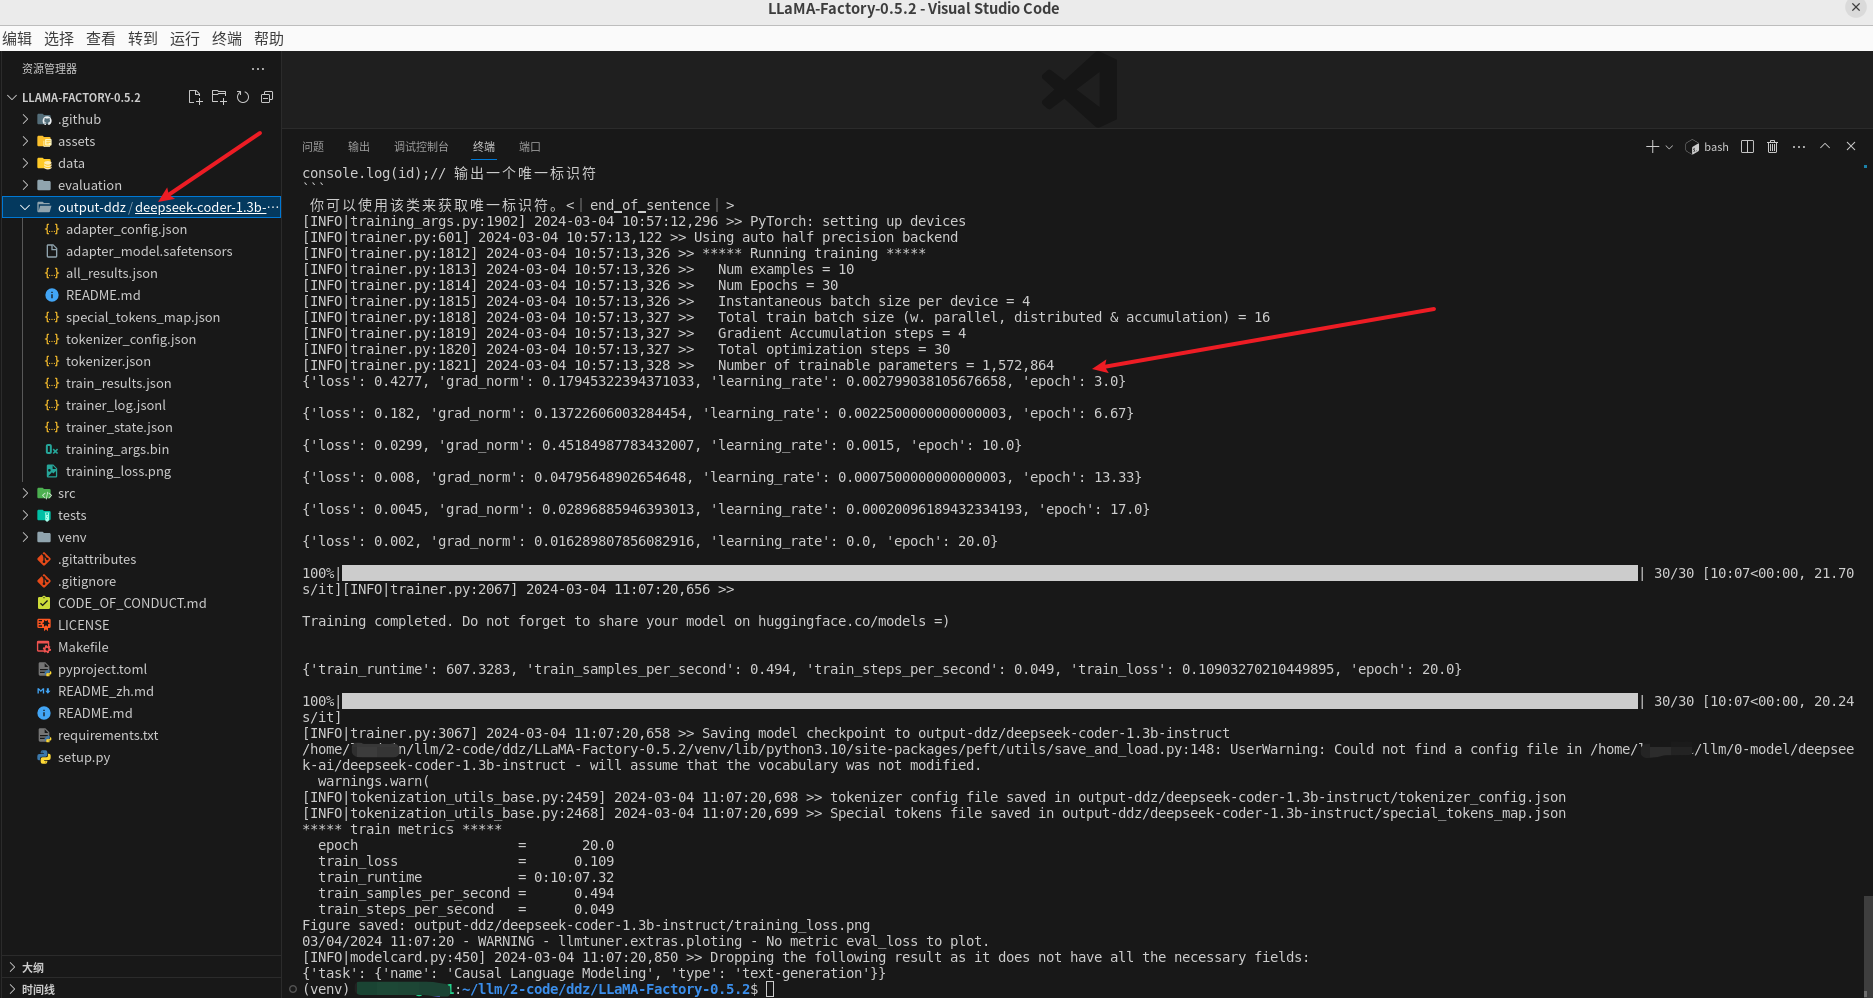 LLaMA-Factory-0.5.2 - Visual Studio Code
编辑 选择 查看 转到 运行 终端 帮助
资源管理器
LLAMA-FACTORY-0.5.2
.github
assets
data
evaluation
output-ddz / deepseek-coder-1.3b-···
adapter_config.json
adapter_model.safetensors
all_results.json
README.md
special_tokens_map.json
tokenizer_config.json
tokenizer.json
train_results.json
trainer_log.jsonl
trainer_state.json
training_args.bin
training_loss.png
src
tests
venv
.gitattributes
.gitignore
CODE_OF_CONDUCT.md
LICENSE
Makefile
pyproject.toml
README_zh.md
README.md
requirements.txt
setup.py
大纲
时间线
问题 输出 调试控制台 终端 端口
bash
console.log(id);// 输出一个唯一标识符
```
你可以使用该类来获取唯一标识符。<｜end_of_sentence｜>
[INFO|training_args.py:1902] 2024-03-04 10:57:12,296 >> PyTorch: setting up devices
[INFO|trainer.py:601] 2024-03-04 10:57:13,122 >> Using auto half precision backend
[INFO|trainer.py:1812] 2024-03-04 10:57:13,326 >> ***** Running training *****
[INFO|trainer.py:1813] 2024-03-04 10:57:13,326 >>   Num examples = 10
[INFO|trainer.py:1814] 2024-03-04 10:57:13,326 >>   Num Epochs = 30
[INFO|trainer.py:1815] 2024-03-04 10:57:13,326 >>   Instantaneous batch size per device = 4
[INFO|trainer.py:1818] 2024-03-04 10:57:13,327 >>   Total train batch size (w. parallel, distributed & accumulation) = 16
[INFO|trainer.py:1819] 2024-03-04 10:57:13,327 >>   Gradient Accumulation steps = 4
[INFO|trainer.py:1820] 2024-03-04 10:57:13,327 >>   Total optimization steps = 30
[INFO|trainer.py:1821] 2024-03-04 10:57:13,328 >>   Number of trainable parameters = 1,572,864
{'loss': 0.4277, 'grad_norm': 0.17945322394371033, 'learning_rate': 0.002799038105676658, 'epoch': 3.0}
{'loss': 0.182, 'grad_norm': 0.13722606003284454, 'learning_rate': 0.0022500000000000003, 'epoch': 6.67}
{'loss': 0.0299, 'grad_norm': 0.45184987783432007, 'learning_rate': 0.0015, 'epoch': 10.0}
{'loss': 0.008, 'grad_norm': 0.04795648902654648, 'learning_rate': 0.0007500000000000003, 'epoch': 13.33}
{'loss': 0.0045, 'grad_norm': 0.02896885946393013, 'learning_rate': 0.00020096189432334193, 'epoch': 17.0}
{'loss': 0.002, 'grad_norm': 0.016289807856082916, 'learning_rate': 0.0, 'epoch': 20.0}
100%| | 30/30 [10:07<00:00, 21.70
s/it][INFO|trainer.py:2067] 2024-03-04 11:07:20,656 >>
Training completed. Do not forget to share your model on huggingface.co/models =)
{'train_runtime': 607.3283, 'train_samples_per_second': 0.494, 'train_steps_per_second': 0.049, 'train_loss': 0.10903270210449895, 'epoch': 20.0}
100%| | 30/30 [10:07<00:00, 20.24
s/it]
[INFO|trainer.py:3067] 2024-03-04 11:07:20,658 >> Saving model checkpoint to output-ddz/deepseek-coder-1.3b-instruct
/home/ /llm/2-code/ddz/LLaMA-Factory-0.5.2/venv/lib/python3.10/site-packages/peft/utils/save_and_load.py:148: UserWarning: Could not find a config file in /home/ /llm/0-model/deepsee
k-ai/deepseek-coder-1.3b-instruct - will assume that the vocabulary was not modified.
warnings.warn(
[INFO|tokenization_utils_base.py:2459] 2024-03-04 11:07:20,698 >> tokenizer config file saved in output-ddz/deepseek-coder-1.3b-instruct/tokenizer_config.json
[INFO|tokenization_utils_base.py:2468] 2024-03-04 11:07:20,699 >> Special tokens file saved in output-ddz/deepseek-coder-1.3b-instruct/special_tokens_map.json
***** train metrics *****
epoch = 20.0
train_loss = 0.109
train_runtime = 0:10:07.32
train_samples_per_second = 0.494
train_steps_per_second = 0.049
Figure saved: output-ddz/deepseek-coder-1.3b-instruct/training_loss.png
03/04/2024 11:07:20 - WARNING - llmtuner.extras.ploting - No metric eval_loss to plot.
[INFO|modelcard.py:450] 2024-03-04 11:07:20,850 >> Dropping the following result as it does not have all the necessary fields:
{'task': {'name': 'Causal Language Modeling', 'type': 'text-generation'}}
(venv) :~/llm/2-code/ddz/LLaMA-Factory-0.5.2$